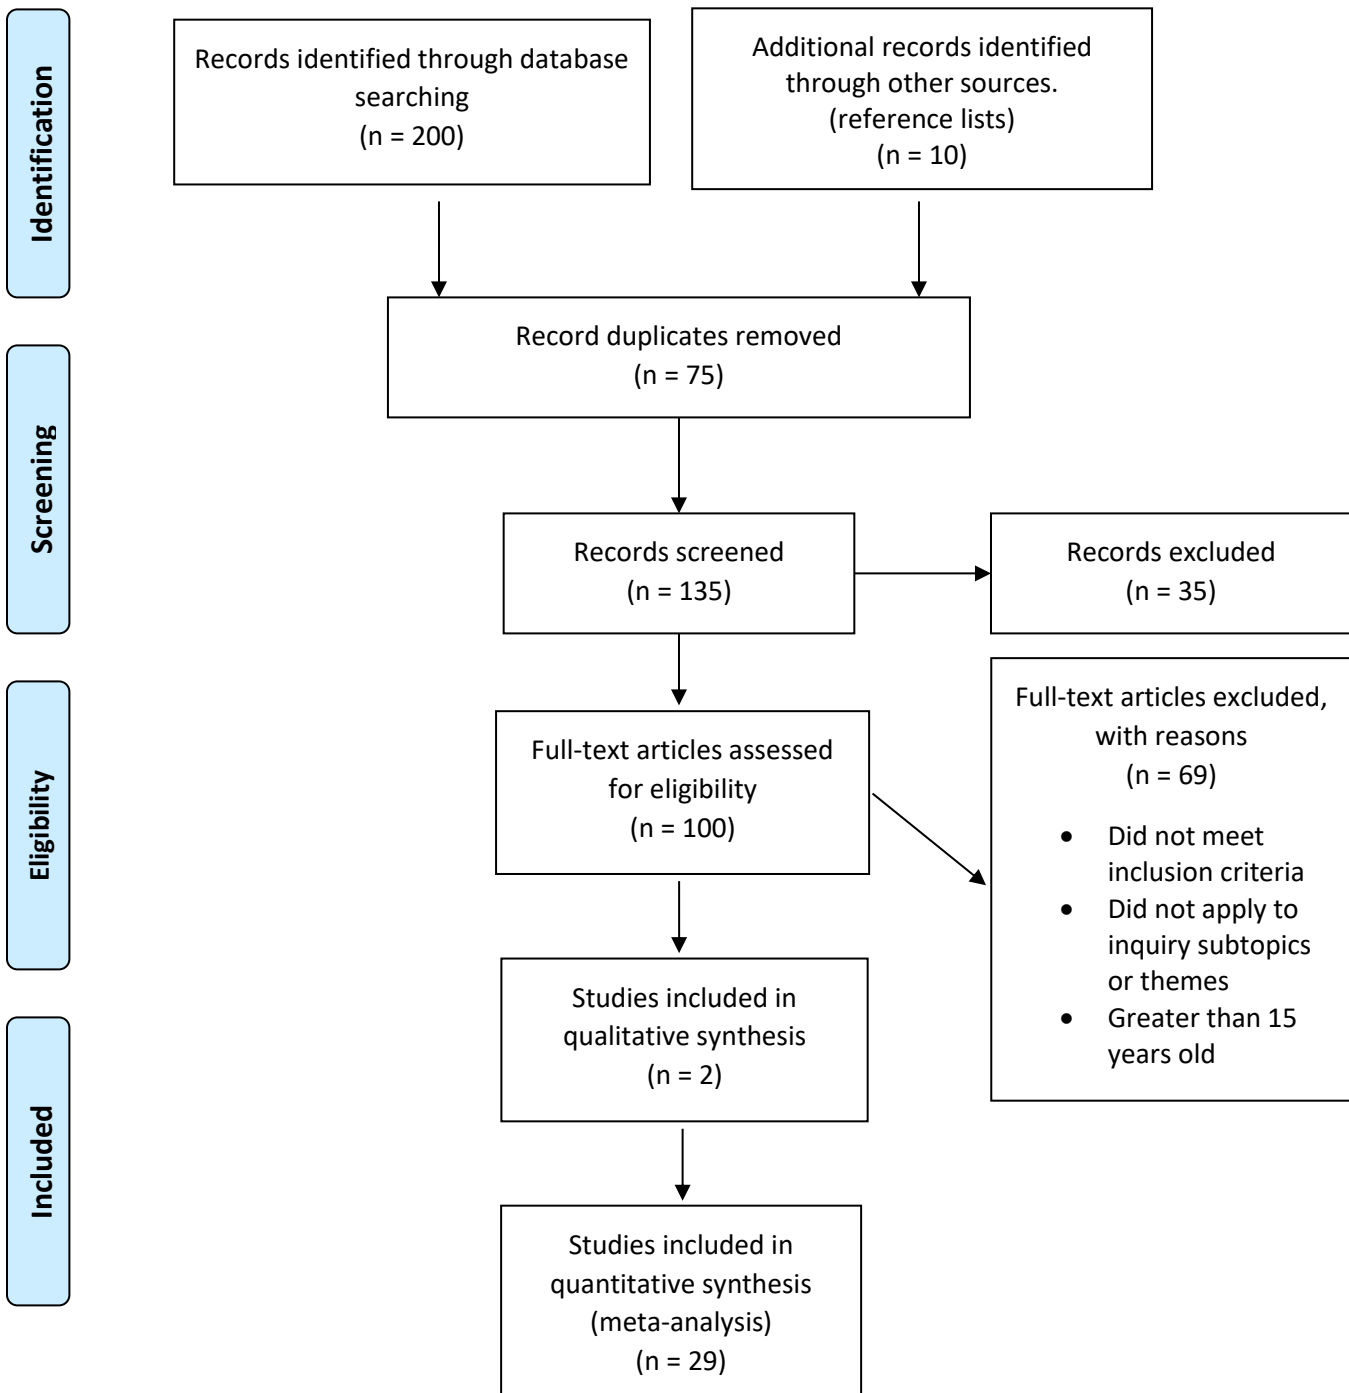 Identification
Records identified through database
searching
(n = 200)
Additional records identified
through other sources.
(reference lists)
(n = 10)
Record duplicates removed
(n = 75)
Screening
Records screened
(n = 135)
Records excluded
(n = 35)
Eligibility
Full-text articles assessed
for eligibility
(n = 100)
Full-text articles excluded,
with reasons
(n = 69)
• Did not meet
inclusion criteria
• Did not apply to
inquiry subtopics
or themes
• Greater than 15
years old
Studies included in
qualitative synthesis
(n = 2)
Included
Studies included in
quantitative synthesis
(meta-analysis)
(n = 29)